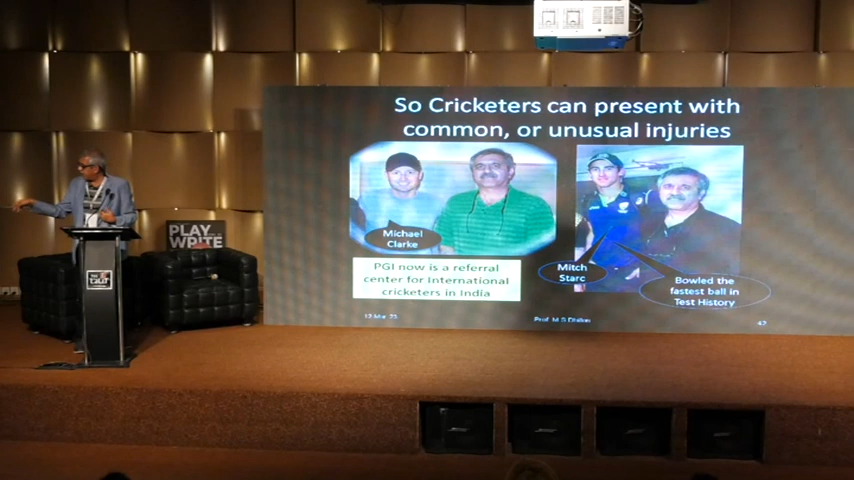 So Cricketers can present with
common, or unusual injuries
Michael
Clarke
PGI now is a referral
center for International
cricketers in India
Mitch
Starc
Bowled the
fastest ball in
Test History
Prof. M S Dhillon
42
PLAY
WRITE